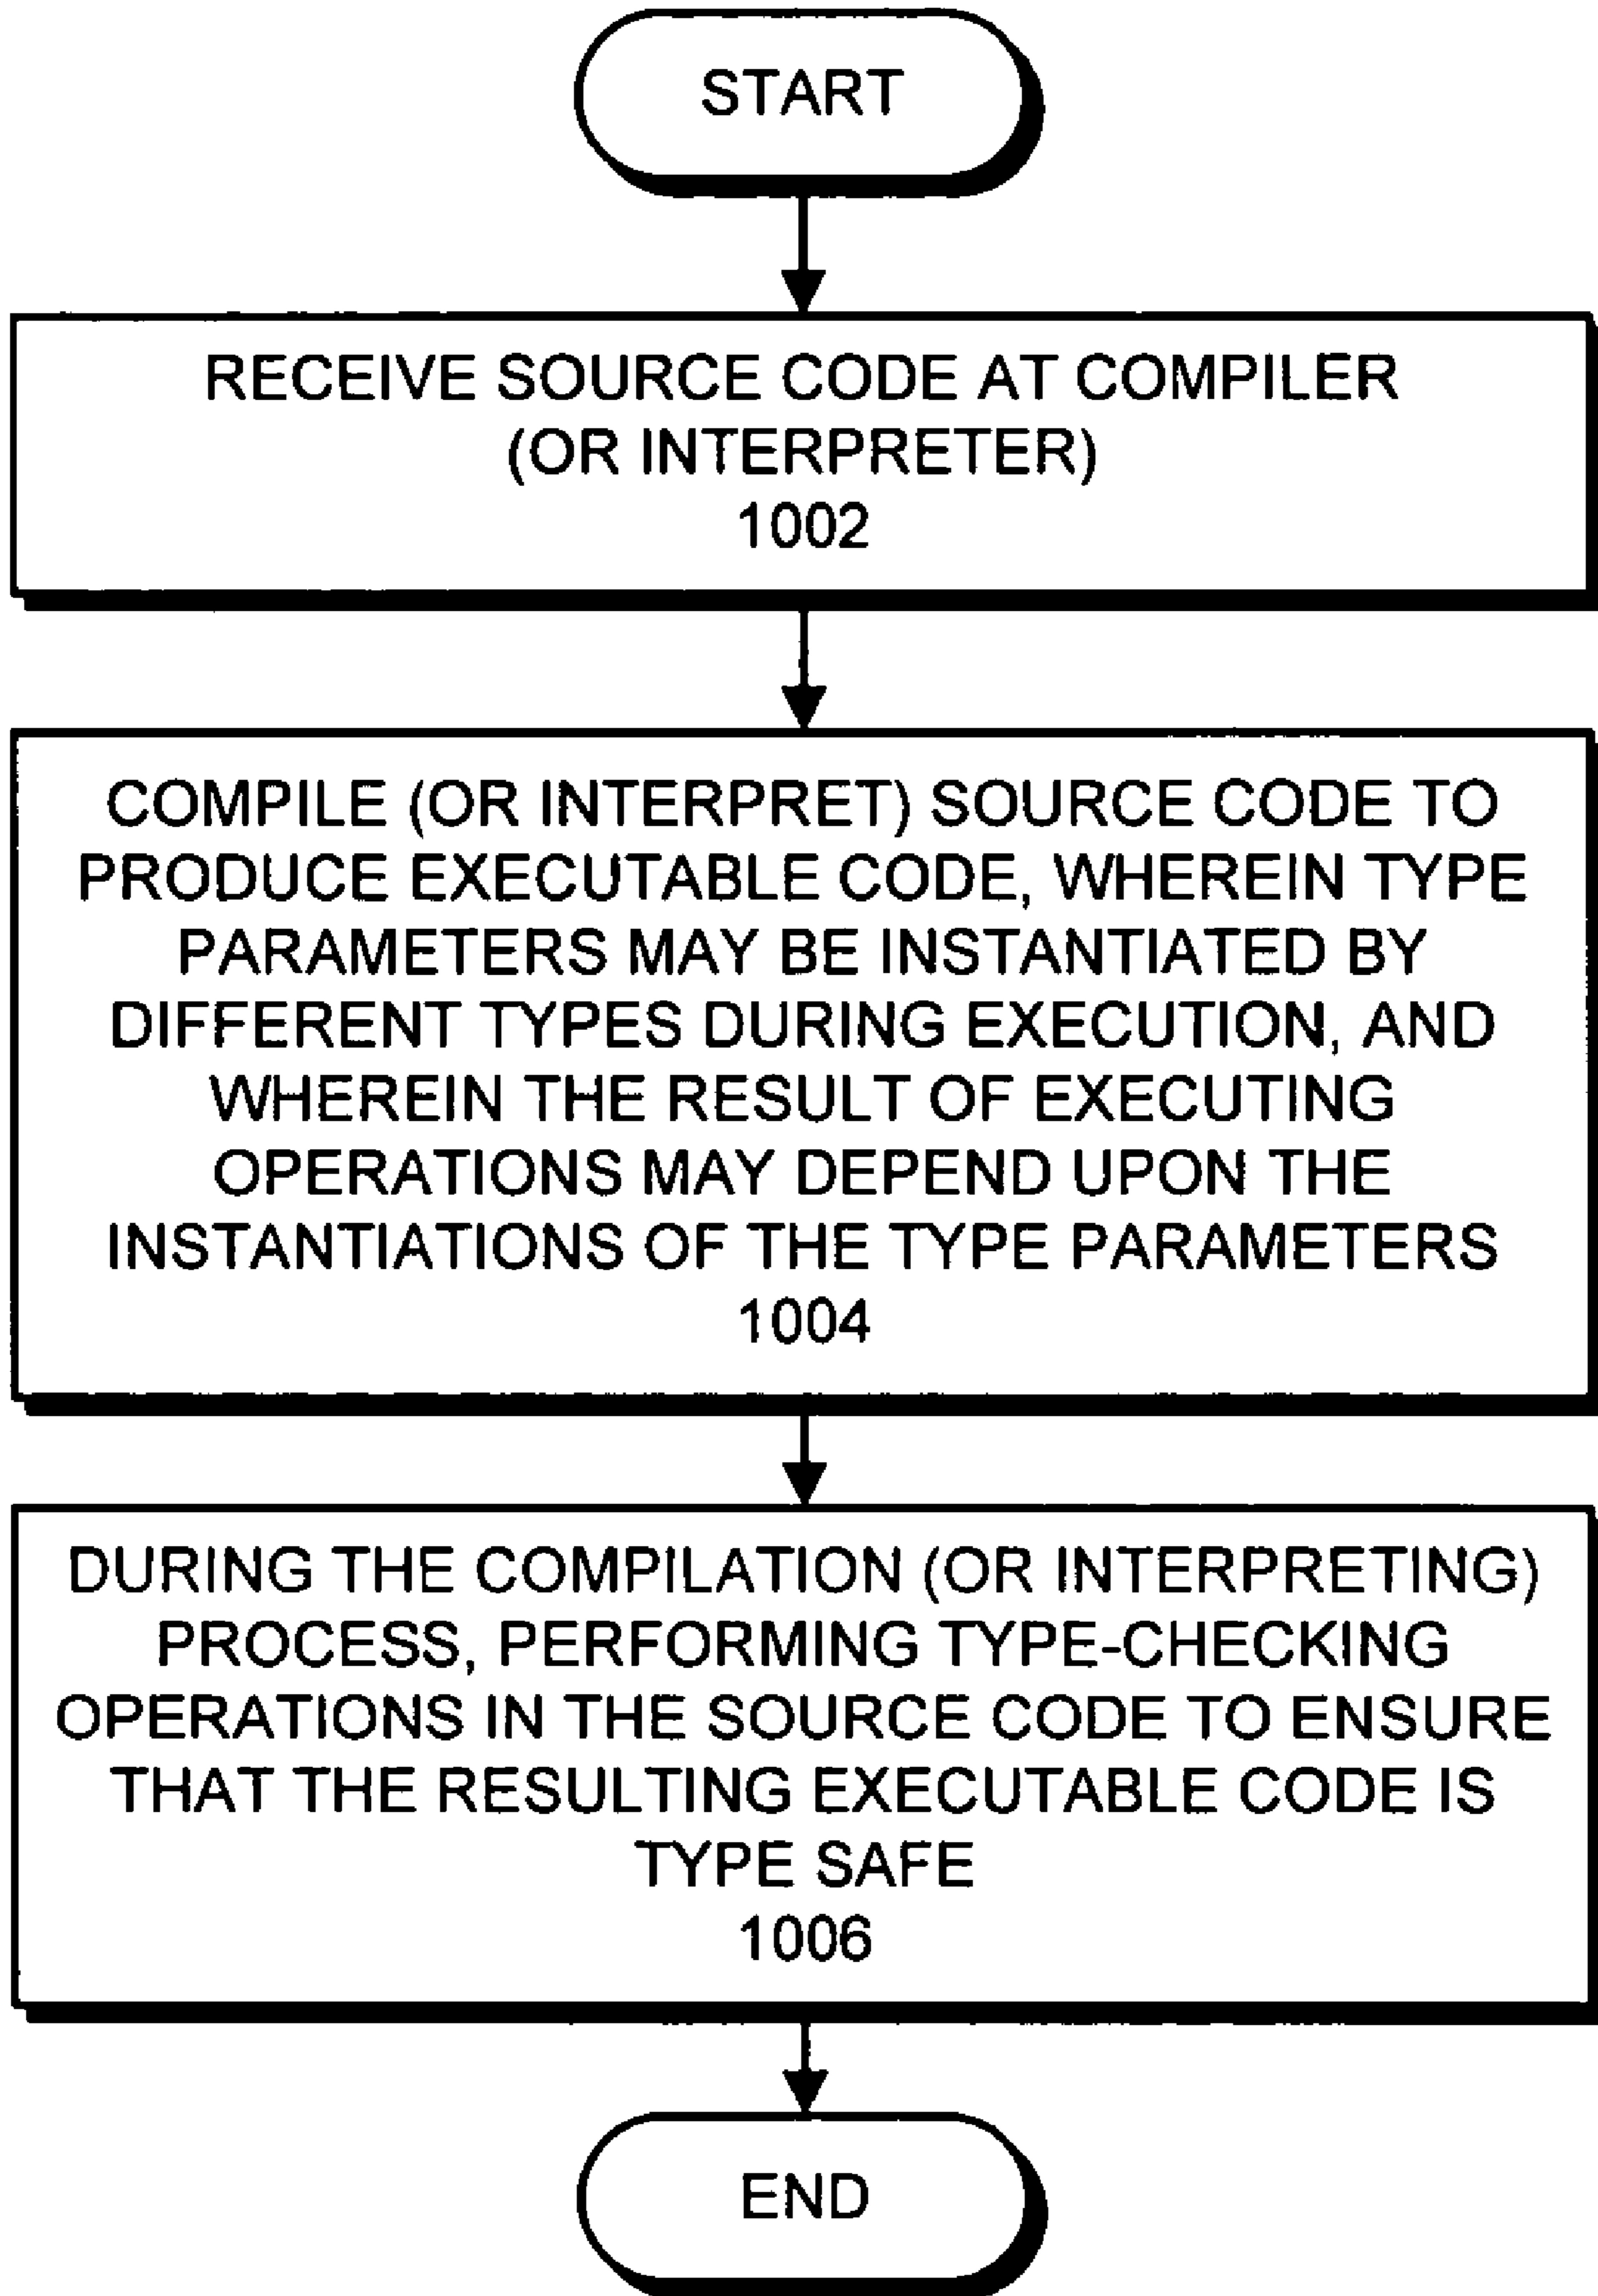 START
RECEIVE SOURCE CODE AT COMPILER
(OR INTERPRETER)
1002
COMPILE (OR INTERPRET) SOURCE CODE TO
PRODUCE EXECUTABLE CODE, WHEREIN TYPE
PARAMETERS MAY BE INSTANTIATED BY
DIFFERENT TYPES DURING EXECUTION, AND
WHEREIN THE RESULT OF EXECUTING
OPERATIONS MAY DEPEND UPON THE
INSTANTIATIONS OF THE TYPE PARAMETERS
1004
DURING THE COMPILATION (OR INTERPRETING)
PROCESS, PERFORMING TYPE-CHECKING
OPERATIONS IN THE SOURCE CODE TO ENSURE
THAT THE RESULTING EXECUTABLE CODE IS
TYPE SAFE
1006
END